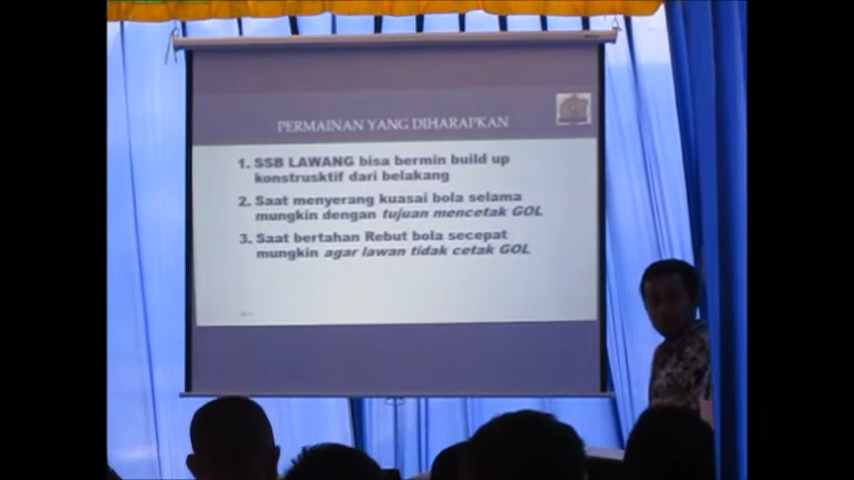 PERMAINAN YANG DIHARAPKAN
1. SSB LAWANG bisa bermin build up
konstrusktif dari belakang
2. Saat menyerang kuasai bola selama
mungkin dengan tujuan mencetak GOL
3. Saat bertahan Rebut bola secepat
mungkin agar lawan tidak cetak GOL